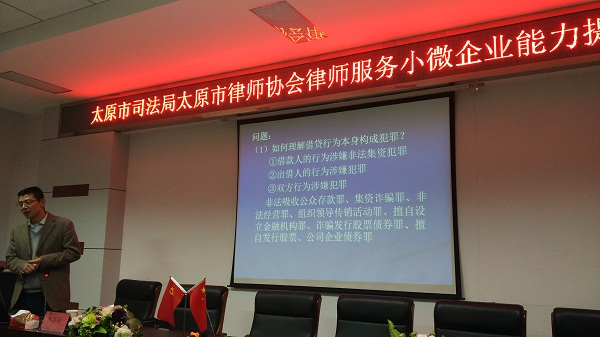 太原市司法局太原市律师协会律师服务小微企业能力提
问题：
（1）如何理解借贷行为本身构成犯罪？
①借款人的行为涉嫌非法集资犯罪
②出借人的行为涉嫌犯罪
③双方行为涉嫌犯罪
非法吸收公众存款罪、集资诈骗罪、非
法经营罪、组织领导传销活动罪、擅自设
立金融机构罪、诈骗发行股票债券罪、擅
自发行股票、公司企业债券罪